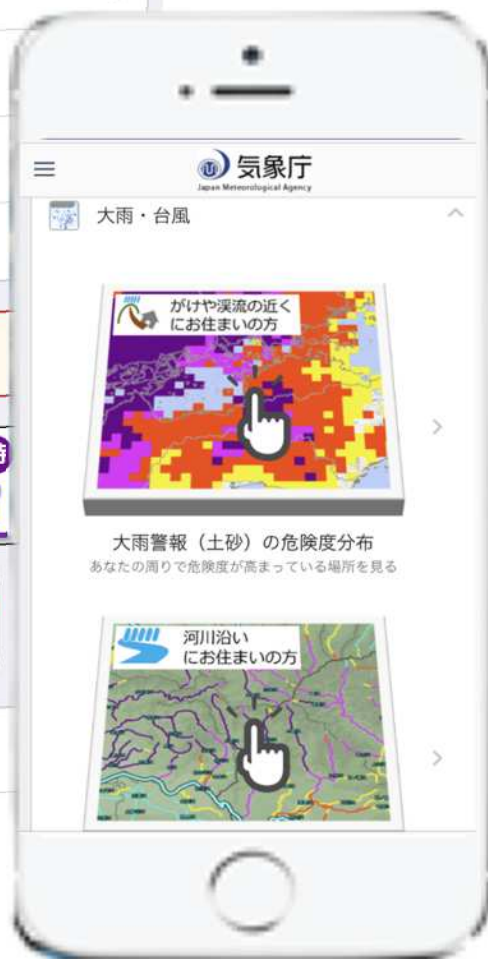 気象庁
Japan Meteorological Agency
大雨・台風
がけや渓流の近く
にお住まいの方
大雨警報（土砂）の危険度分布
あなたの周りで危険度が高まっている場所を見る
河川沿い
にお住まいの方